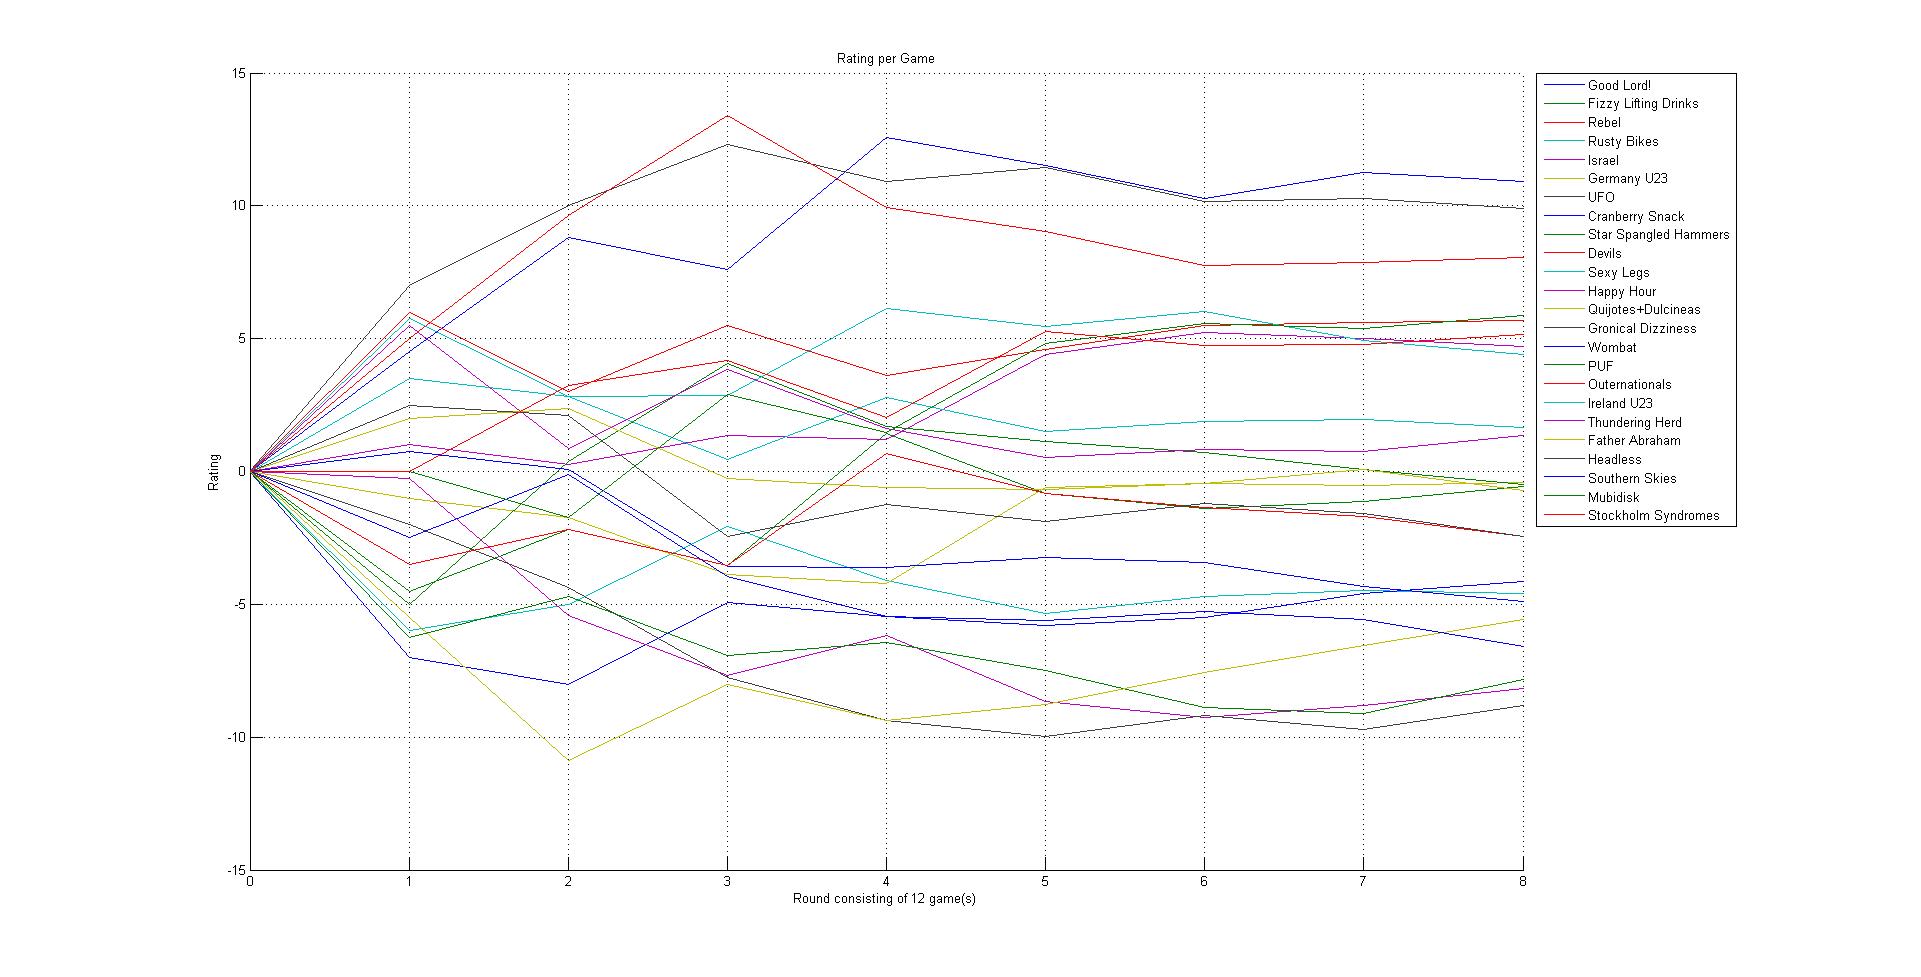 Rating per Game
15
10
5
0
-5
-10
-15
Rating
0 1 2 3 4 5 6 7 8
Round consisting of 12 game(s)
Good Lord!
Fizzy Lifting Drinks
Rebel
Rusty Bikes
Israel
Germany U23
UFO
Cranberry Snack
Star Spangled Hammers
Devils
Sexy Legs
Happy Hour
Quijotes+Dulcineas
Gronical Dizziness
Wombat
PUF
Outernationals
Ireland U23
Thundering Herd
Father Abraham
Headless
Southern Skies
Mubidisk
Stockholm Syndromes